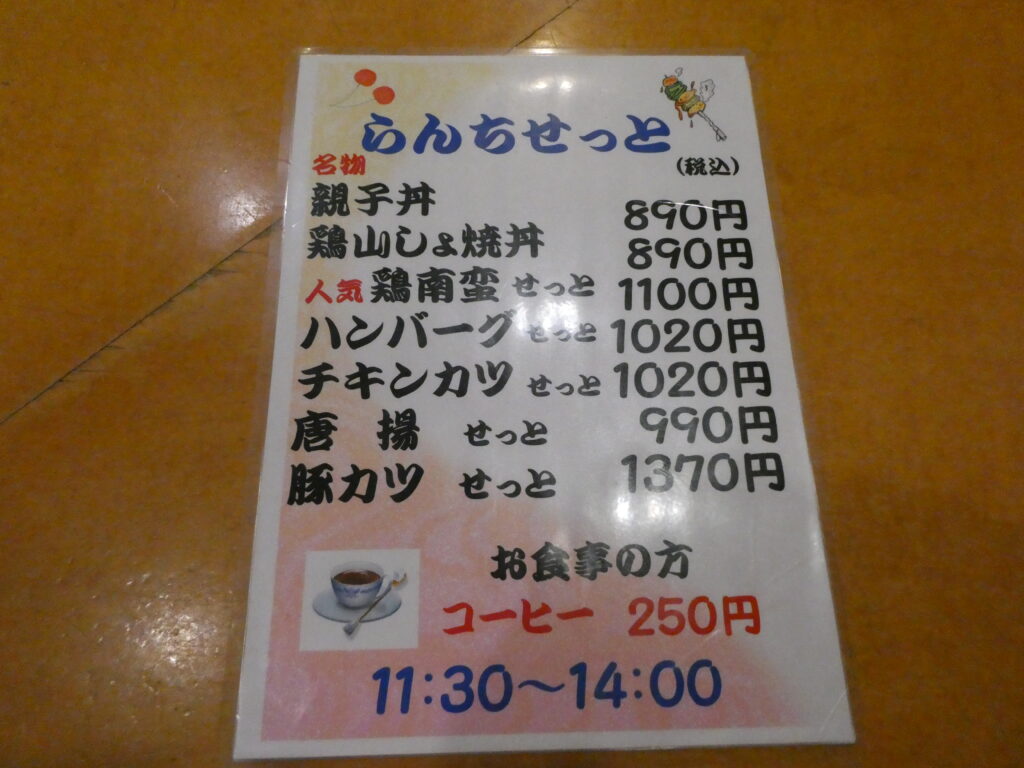 らんちせっと
(税込)
名物
親子丼 890円
鶏山しょ焼丼 890円
人気 鶏南蛮 せっと 1100円
ハンバーグ せっと 1020円
チキンカツ せっと 1020円
唐揚 せっと 990円
豚カツ せっと 1370円
お食事の方
コーヒー 250円
11:30～14:00